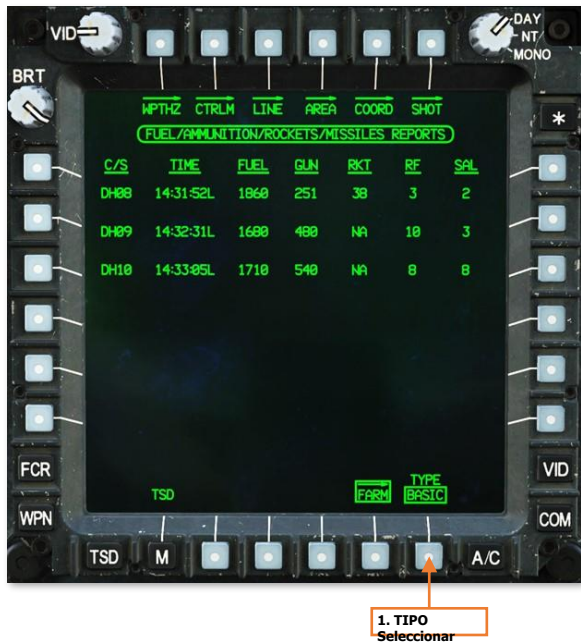 VID
DAY
NT
MONO
BRT
WPTHZ CTRLM LINE AREA COORD SHOT
*
FUEL/AMMUNITION/ROCKETS/MISSILES REPORTS
C/S TIME FUEL GUN RKT RF SAL
DH08 14:31:52L 1860 251 38 3 2
DH09 14:32:31L 1680 480 NA 10 3
DH10 14:33:05L 1710 540 NA 8 8
FCR
VID
TYPE
TSD FARM BASIC
WPN
COM
TSD M A/C
1. TIPO
Seleccionar